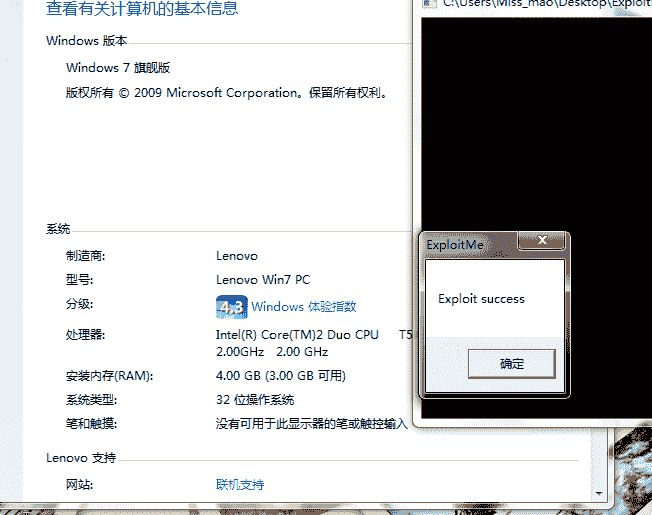 查看有关计算机的基本信息
Windows 版本
Windows 7 旗舰版
版权所有 © 2009 Microsoft Corporation。保留所有权利。
系统
制造商: Lenovo
型号: Lenovo Win7 PC
分级: 4.3 Windows 体验指数
处理器: Intel(R) Core(TM)2 Duo CPU T5
2.00GHz 2.00 GHz
安装内存(RAM): 4.00 GB (3.00 GB 可用)
系统类型: 32 位操作系统
笔和触摸: 没有可用于此显示器的笔或触控输入
Lenovo 支持
网站: 联机支持
C:\Users\Miss_mao\Desktop\Exploit
ExploitMe
Exploit success
确定